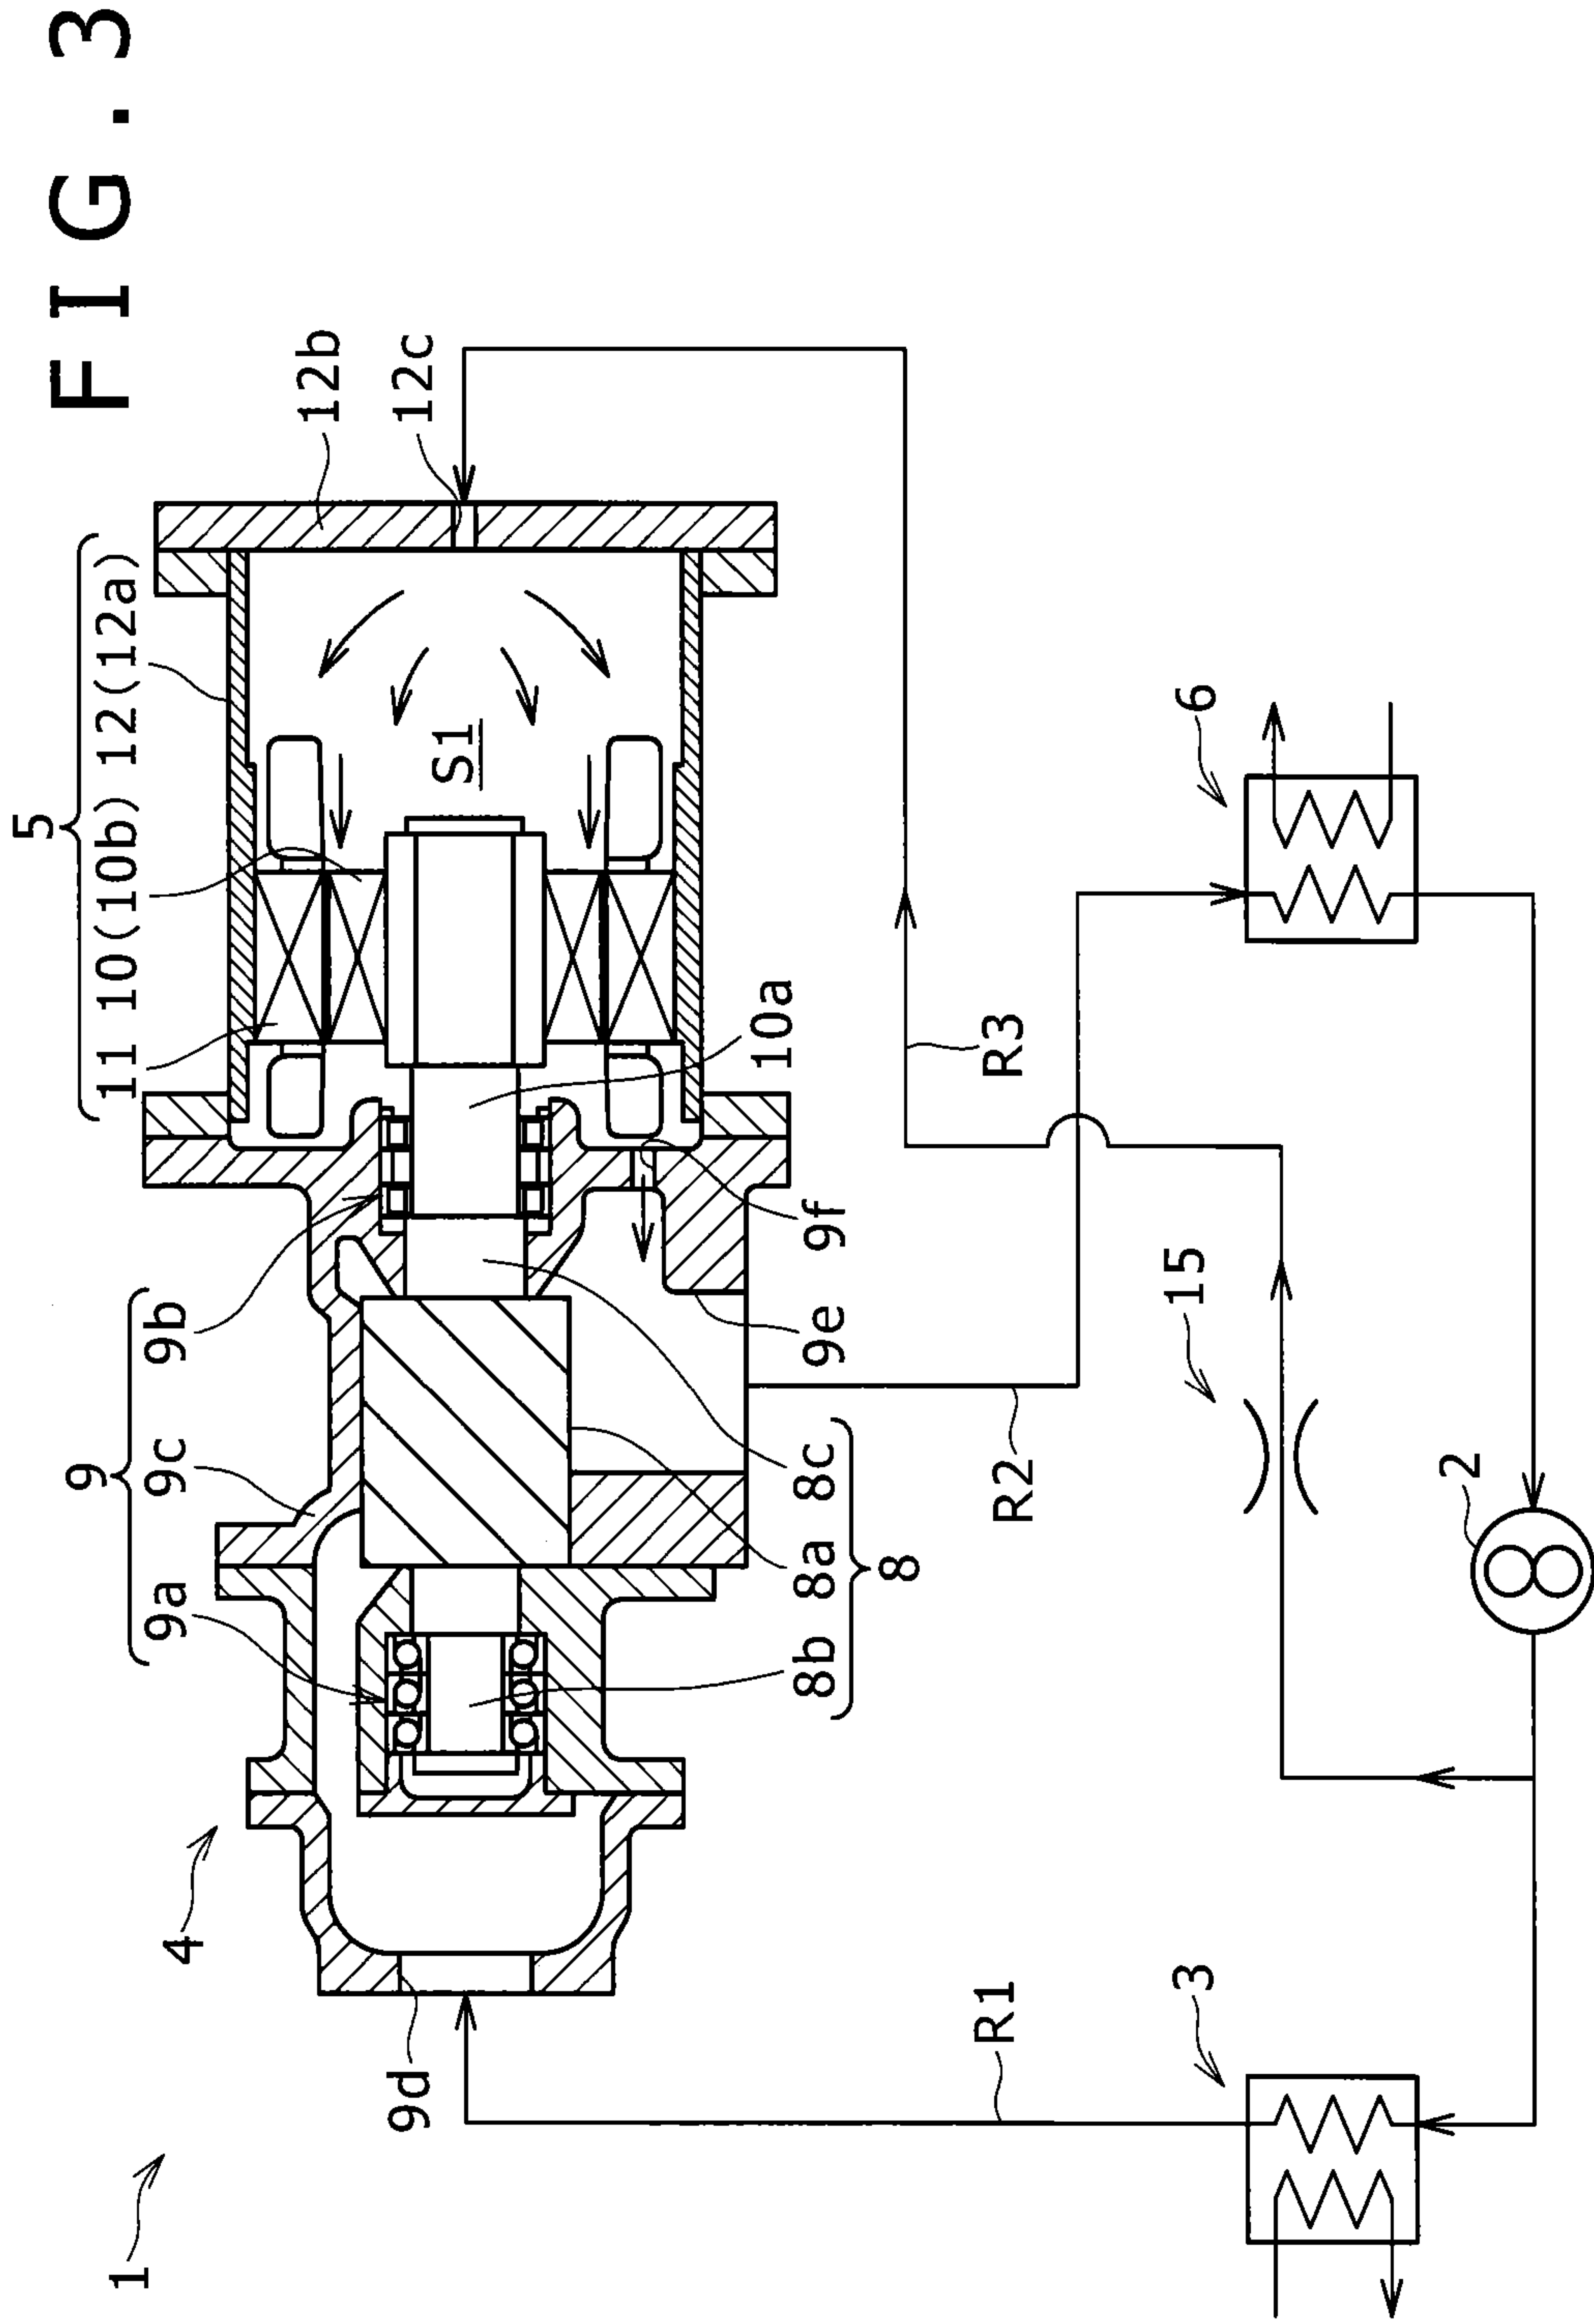 FIG. 3
5
11 10(10b) 12(12a)
12b
12c
9
9a 9c 9b
4
1
S1
10a
9d
9f
9e
8b 8a 8c
8
R1
R2
R3
15
6
3
2